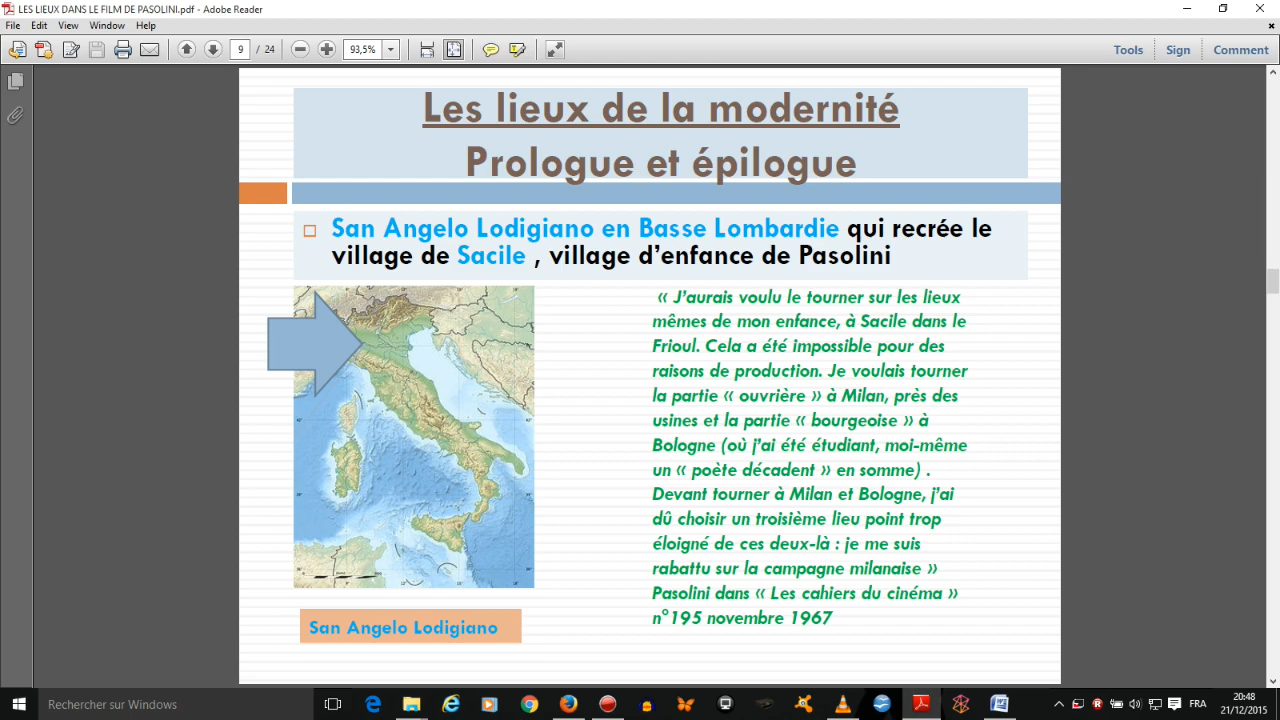 LES LIEUX DANS LE FILM DE PASOLINI.pdf - Adobe Reader
File Edit View Window Help
9 / 24 93,5% Tools Sign Comment
Les lieux de la modernité
Prologue et épilogue
San Angelo Lodigiano en Basse Lombardie qui recrée le
village de Sacile , village d’enfance de Pasolini
« J’aurais voulu le tourner sur les lieux
mêmes de mon enfance, à Sacile dans le
Frioul. Cela a été impossible pour des
raisons de production. Je voulais tourner
la partie « ouvrière » à Milan, près des
usines et la partie « bourgeoise » à
Bologne (où j’ai été étudiant, moi-même
un « poète décadent » en somme) .
Devant tourner à Milan et Bologne, j’ai
dû choisir un troisième lieu point trop
éloigné de ces deux-là : je me suis
rabattu sur la campagne milanaise »
Pasolini dans « Les cahiers du cinéma »
n°195 novembre 1967
San Angelo Lodigiano
Rechercher sur Windows
FRA
20:48
21/12/2015